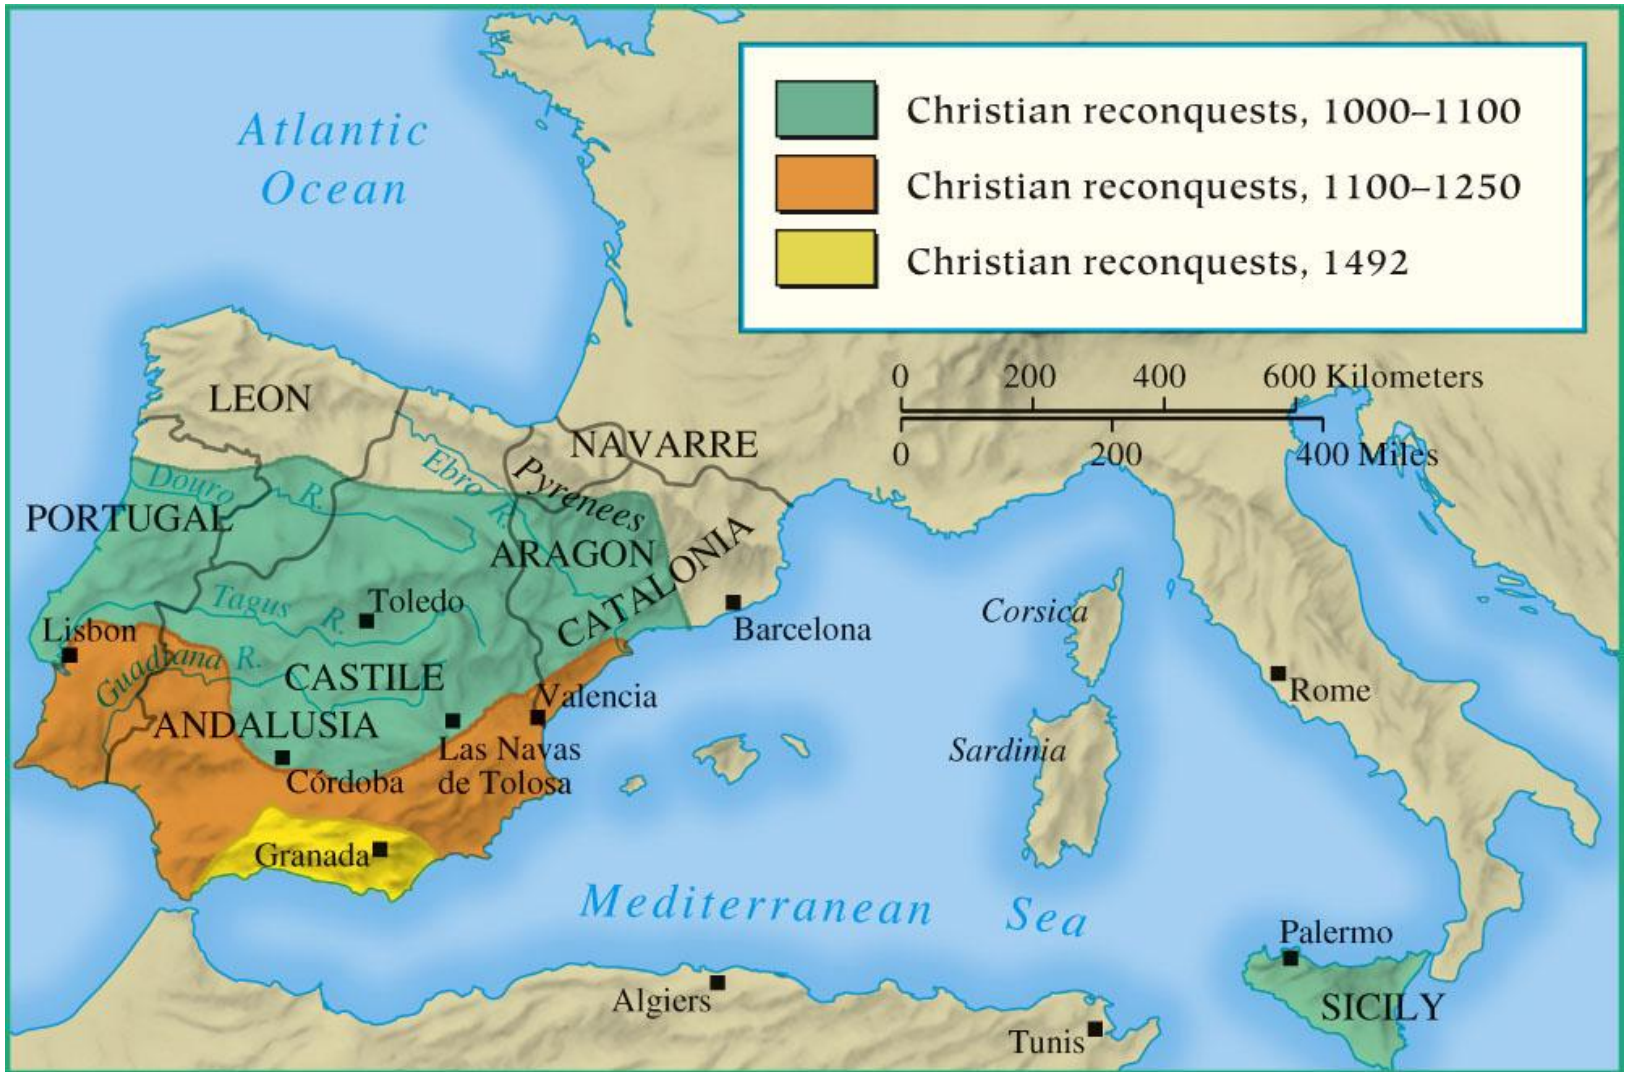 Atlantic
Ocean
Christian reconquests, 1000–1100
Christian reconquests, 1100–1250
Christian reconquests, 1492
0 200 400 600 Kilometers
0 200 400 Miles
LEON
NAVARRE
Pyrenees
Ebro R.
Douro R.
PORTUGAL
ARAGON
CATALONIA
Tagus R.
Toledo
Lisbon
Barcelona
Corsica
Guadiana R.
CASTILE
Valencia
Rome
ANDALUSIA
Las Navas
de Tolosa
Sardinia
Córdoba
Granada
Mediterranean Sea
Palermo
SICILY
Algiers
Tunis